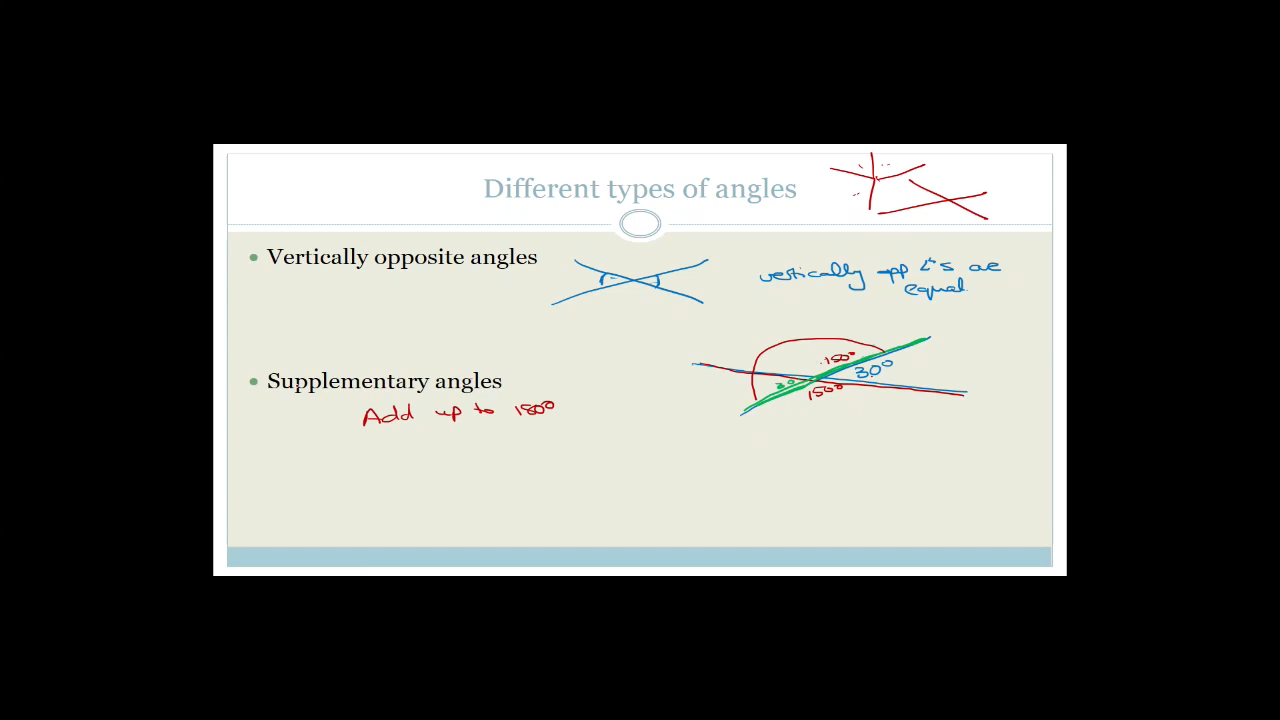 Different types of angles
Vertically opposite angles
vertically opp ∠'s are
equal
150°
30°
Supplementary angles
150°
Add up to 180°